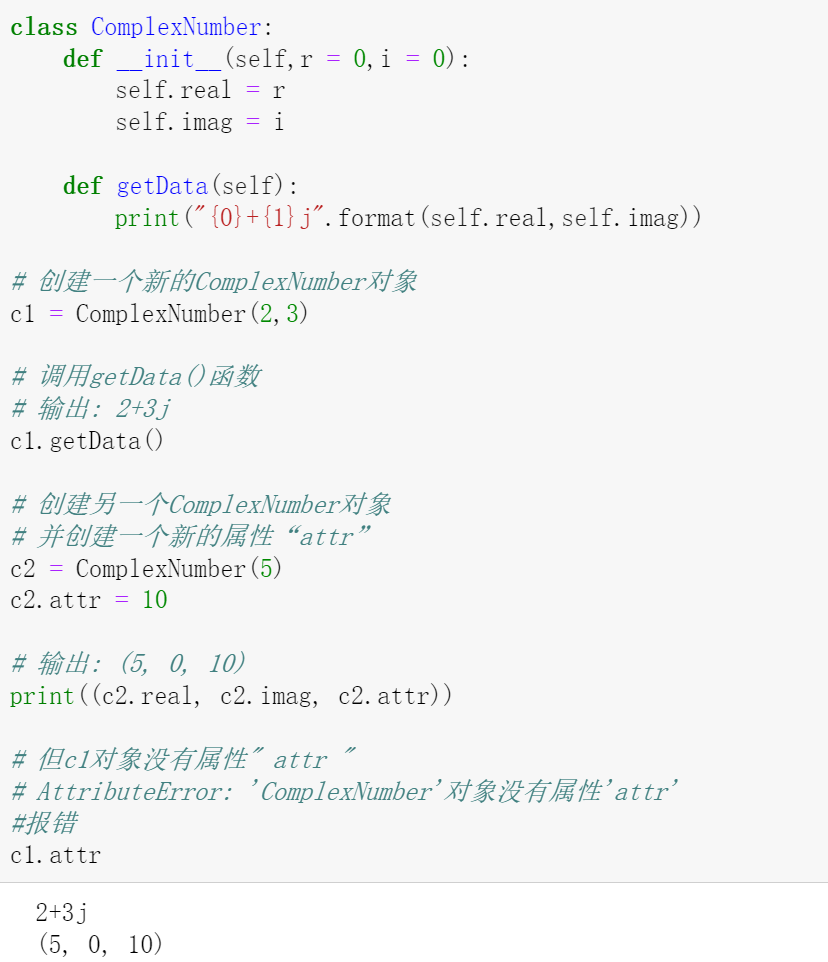 class ComplexNumber:
    def __init__(self,r = 0,i = 0):
        self.real = r
        self.imag = i
    def getData(self):
        print("{0}+{1}j".format(self.real,self.imag))
# 创建一个新的ComplexNumber对象
c1 = ComplexNumber(2,3)
# 调用getData()函数
# 输出: 2+3j
c1.getData()
# 创建另一个ComplexNumber对象
# 并创建一个新的属性“attr”
c2 = ComplexNumber(5)
c2.attr = 10
# 输出: (5, 0, 10)
print((c2.real, c2.imag, c2.attr))
# 但c1对象没有属性" attr "
# AttributeError: 'ComplexNumber'对象没有属性'attr'
#报错
c1.attr
2+3j
(5, 0, 10)